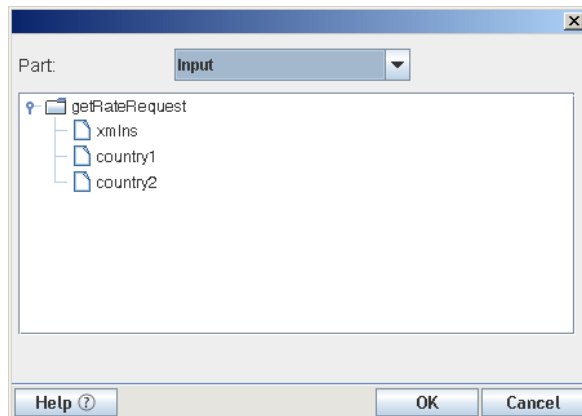 Part: Input
getRateRequest
xmlns
country1
country2
Help ? OK Cancel